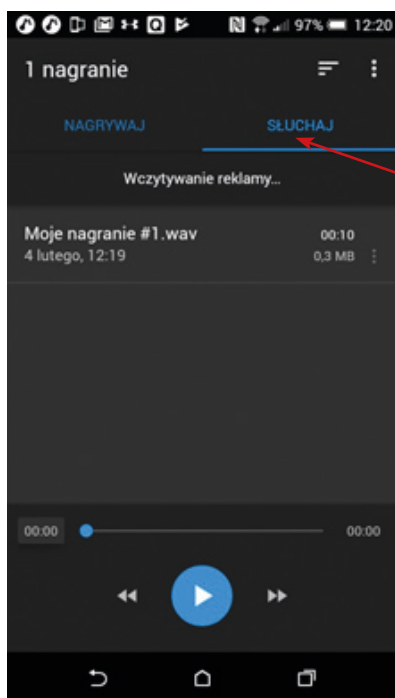 97% 12:20
1 nagranie
NAGRYWAJ SŁUCHAJ
Wczytywanie reklamy...
Moje nagranie #1.wav 00:10
4 lutego, 12:19 0,3 MB
00:00 00:00